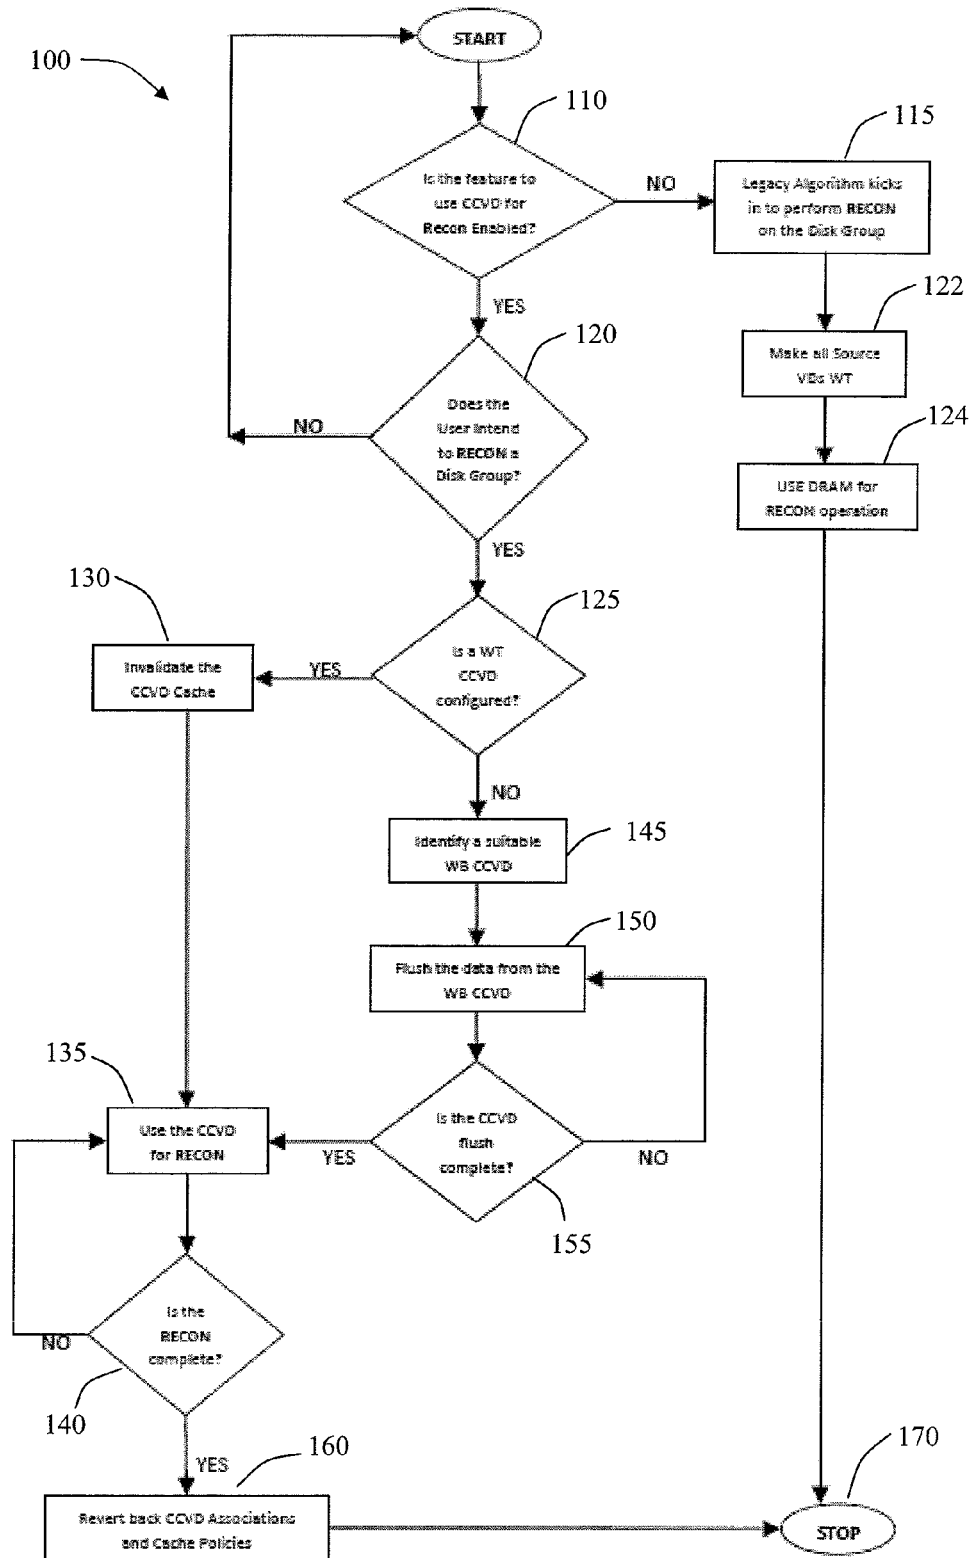 START
100
110
115
Is the feature to
use CCVD for
Recon Enabled?
NO
Legacy Algorithm kicks
in to perform RECON
on the Disk Group
YES
122
120
Make all Source
VDs WT
Does the
User Intend
to RECON a
Disk Group?
NO
124
USE DRAM for
RECON operation
YES
130
125
Invalidate the
CCVD Cache
YES
Is a WT
CCVD
configured?
NO
Identify a suitable
WB CCVD
145
150
Flush the data from the
WB CCVD
135
Use the CCVD
for RECON
YES
Is the CCVD
flush
complete?
NO
155
Is the
RECON
complete?
NO
140
YES
160
170
Revert back CCVD Associations
and Cache Policies
STOP